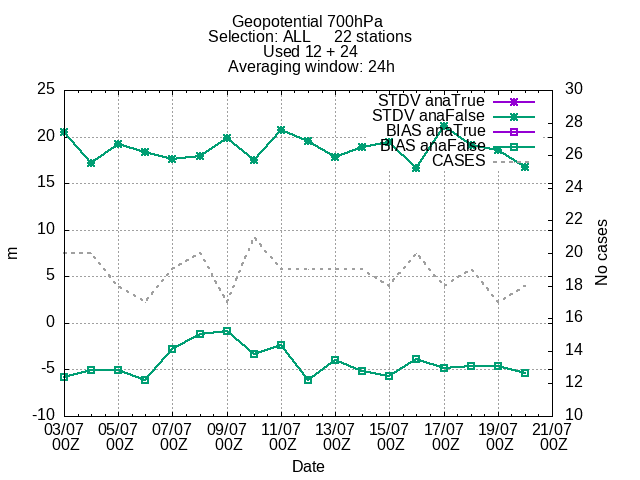 Geopotential 700hPa
Selection: ALL 22 stations
Used 12 + 24
Averaging window: 24h
STDV anaTrue
STDV anaFalse
BIAS anaTrue
BIAS anaFalse
CASES
25
20
15
10
5
0
-5
-10
m
30
28
26
24
22
20
18
16
14
12
10
No cases
03/07 05/07 07/07 09/07 11/07 13/07 15/07 17/07 19/07 21/07
00Z 00Z 00Z 00Z 00Z 00Z 00Z 00Z 00Z 00Z
Date